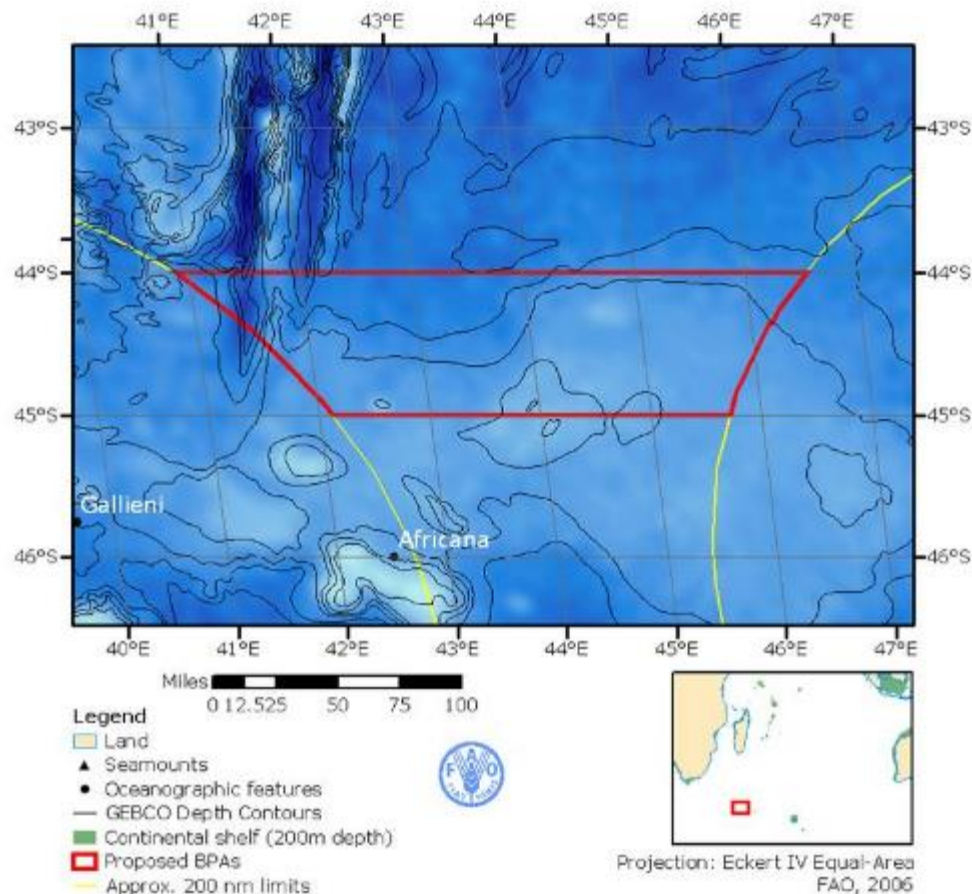 41°E 42°E 43°E 44°E 45°E 46°E 47°E
43°S 43°S
44°S 44°S
45°S 45°S
Gallieni
Africana
46°S 46°S
40°E 41°E 42°E 43°E 44°E 45°E 46°E 47°E
Miles
0 12.525 50 75 100
Legend
Land
Seamounts
Oceanographic features
GEBCO Depth Contours
Continental shelf (200m depth)
Proposed BPAs
Approx. 200 nm limits
F A O
FIAT PANIS
Projection: Eckert IV Equal-Area
FAO, 2006